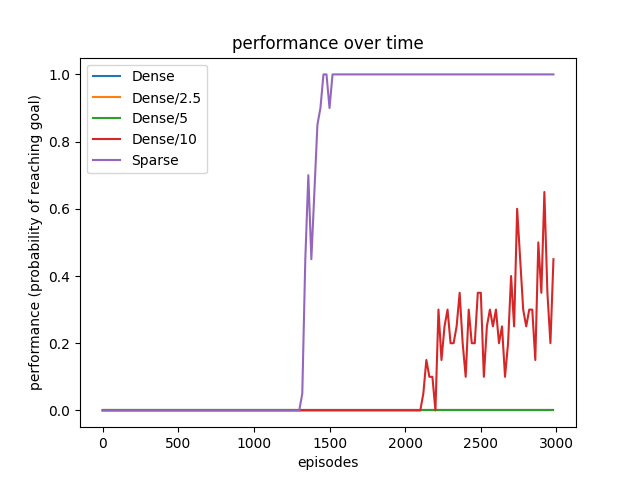 performance over time
Dense
Dense/2.5
Dense/5
Dense/10
Sparse
performance (probability of reaching goal)
1.0
0.8
0.6
0.4
0.2
0.0
0 500 1000 1500 2000 2500 3000
episodes